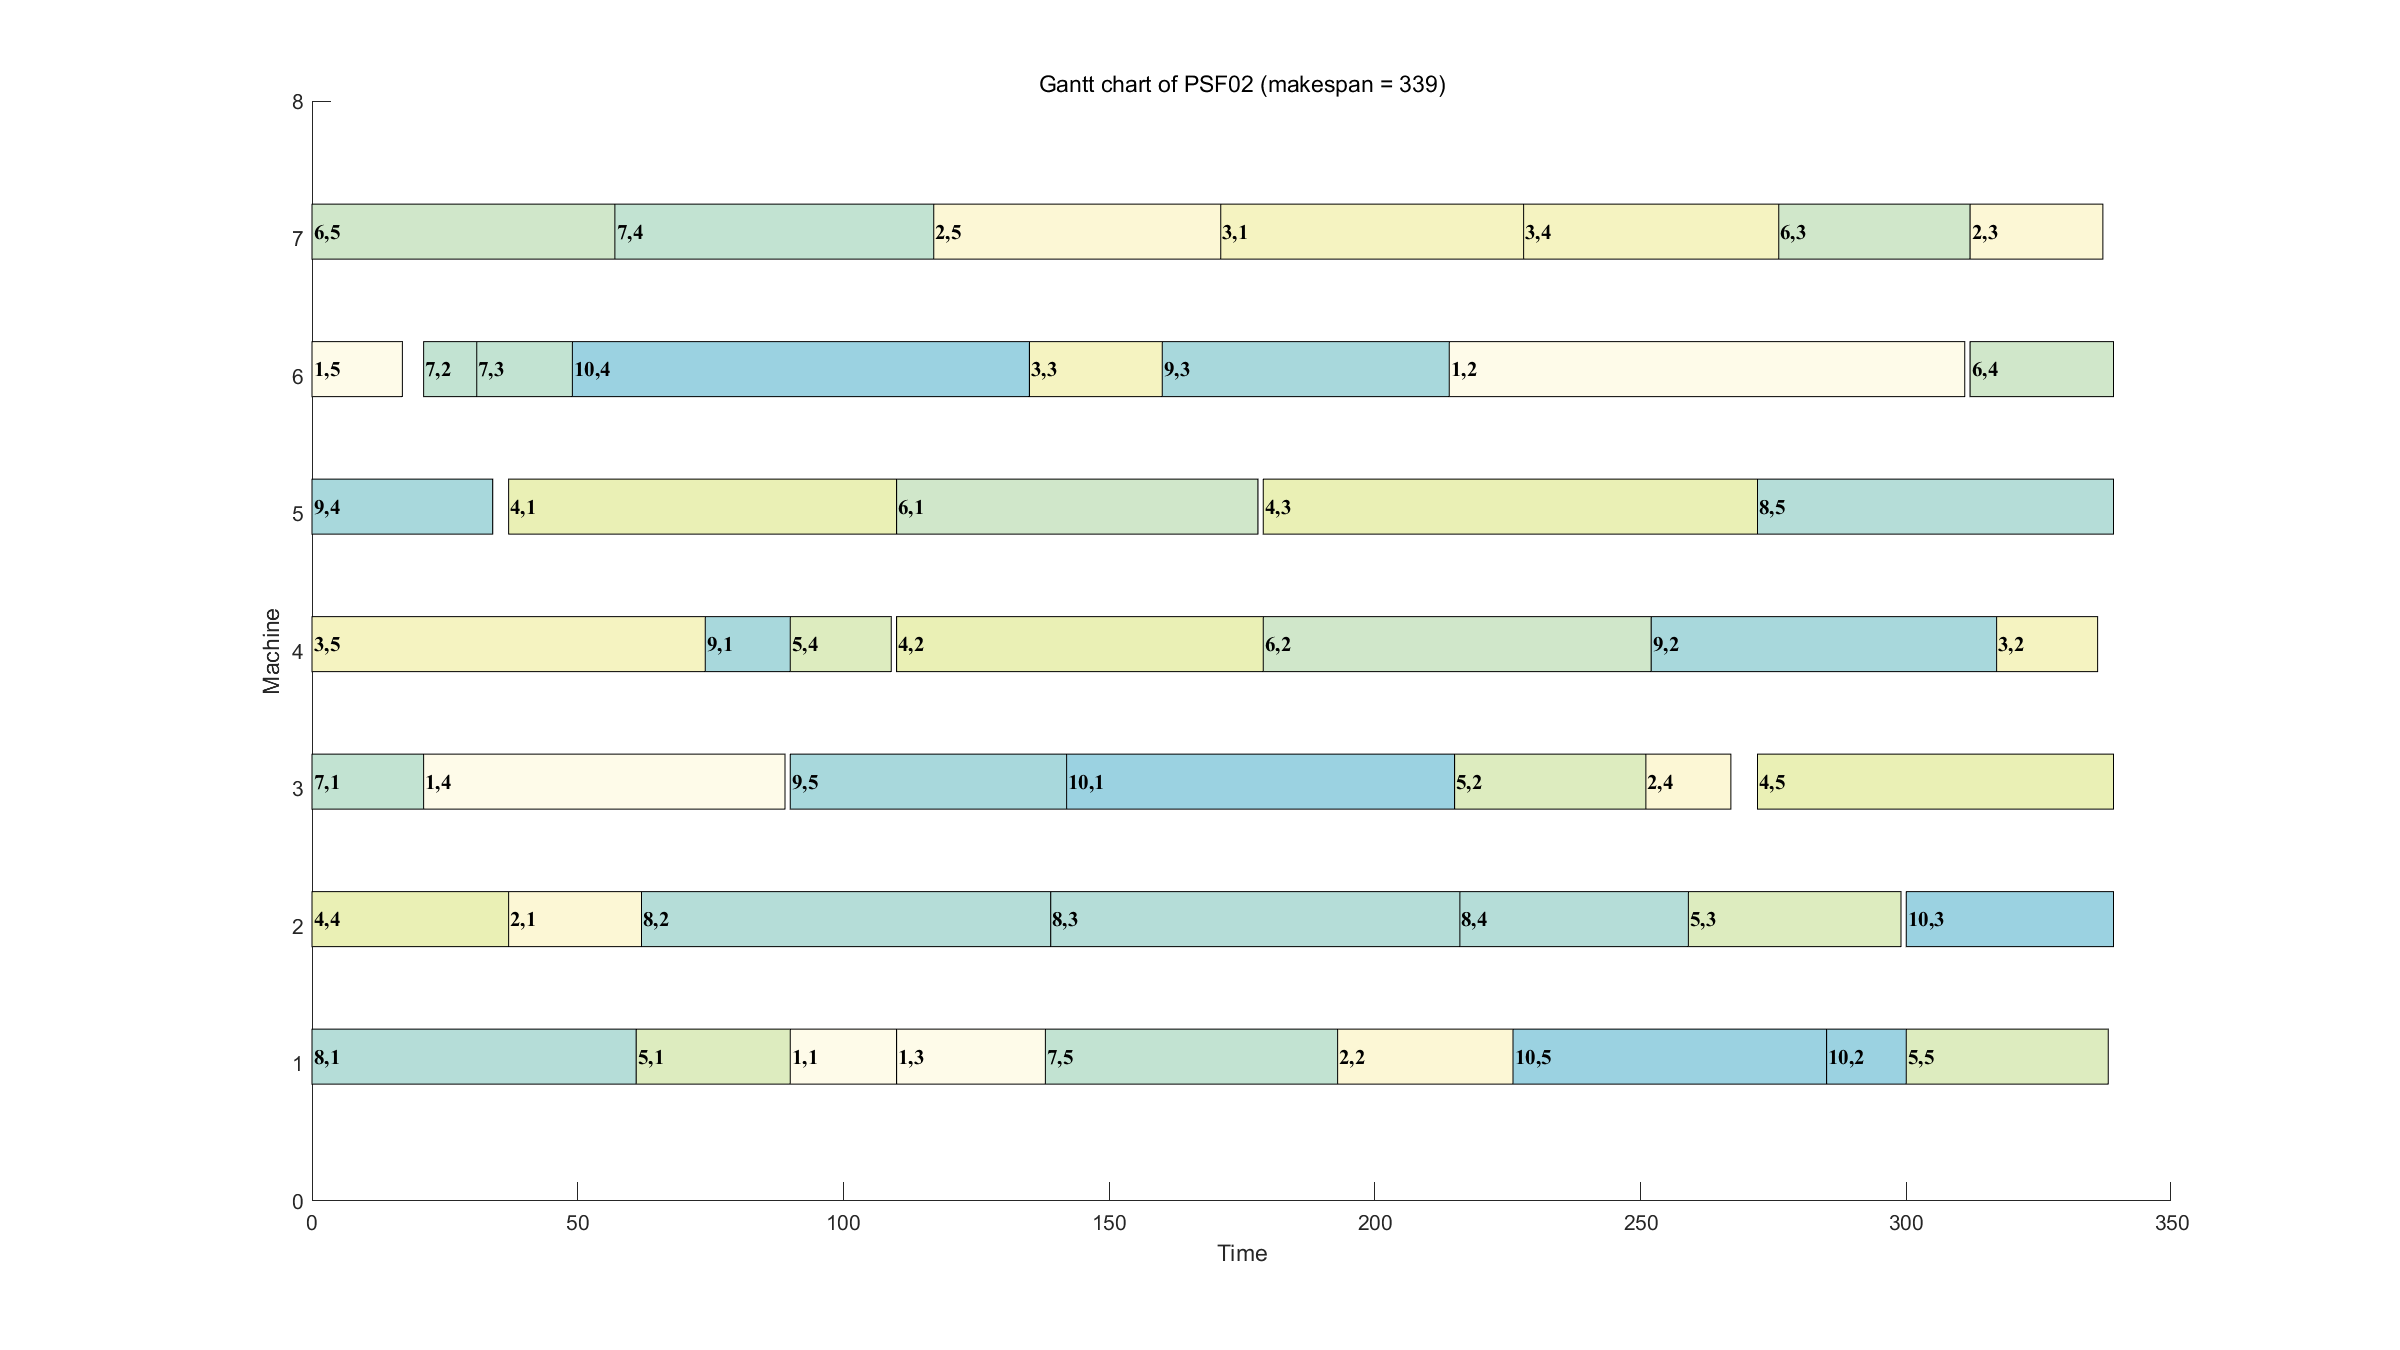 Gantt chart of PSF02 (makespan = 339)
8
7
6,5 7,4 2,5 3,1 3,4 6,3 2,3
6
1,5 7,2 7,3 10,4 3,3 9,3 1,2 6,4
5
9,4 4,1 6,1 4,3 8,5
4
3,5 9,1 5,4 4,2 6,2 9,2 3,2
Machine
3
7,1 1,4 9,5 10,1 5,2 2,4 4,5
2
4,4 2,1 8,2 8,3 8,4 5,3 10,3
1
8,1 5,1 1,1 1,3 7,5 2,2 10,5 10,2 5,5
0
0 50 100 150 200 250 300 350
Time